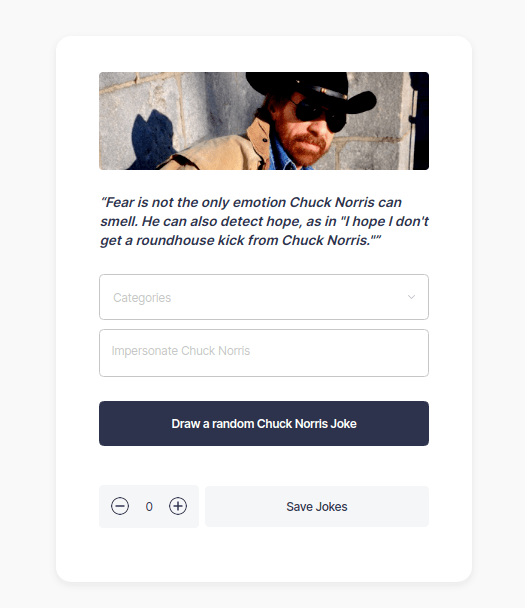 “Fear is not the only emotion Chuck Norris can
smell. He can also detect hope, as in "I hope I don't
get a roundhouse kick from Chuck Norris."”
Categories
Impersonate Chuck Norris
Draw a random Chuck Norris Joke
0
Save Jokes